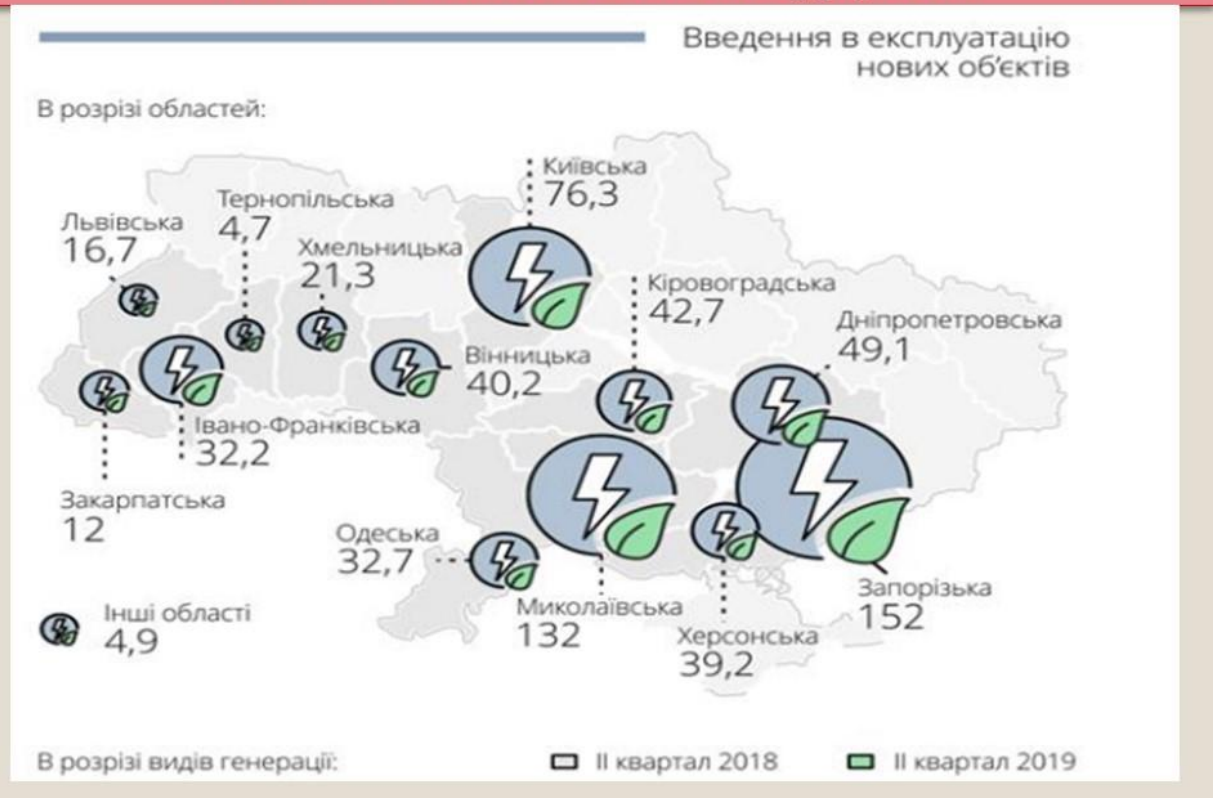 Введення в експлуатацію
нових об'єктів
В розрізі областей:
Київська
76,3
Тернопільська
4,7
Львівська
16,7
Хмельницька
21,3
Кіровоградська
42,7
Дніпропетровська
49,1
Вінницька
40,2
Івано-Франківська
32,2
Закарпатська
12
Одеська
32,7
Запорізька
152
Миколаївська
132
Херсонська
39,2
Інші області
4,9
В розрізі видів генерації:
II квартал 2018
II квартал 2019